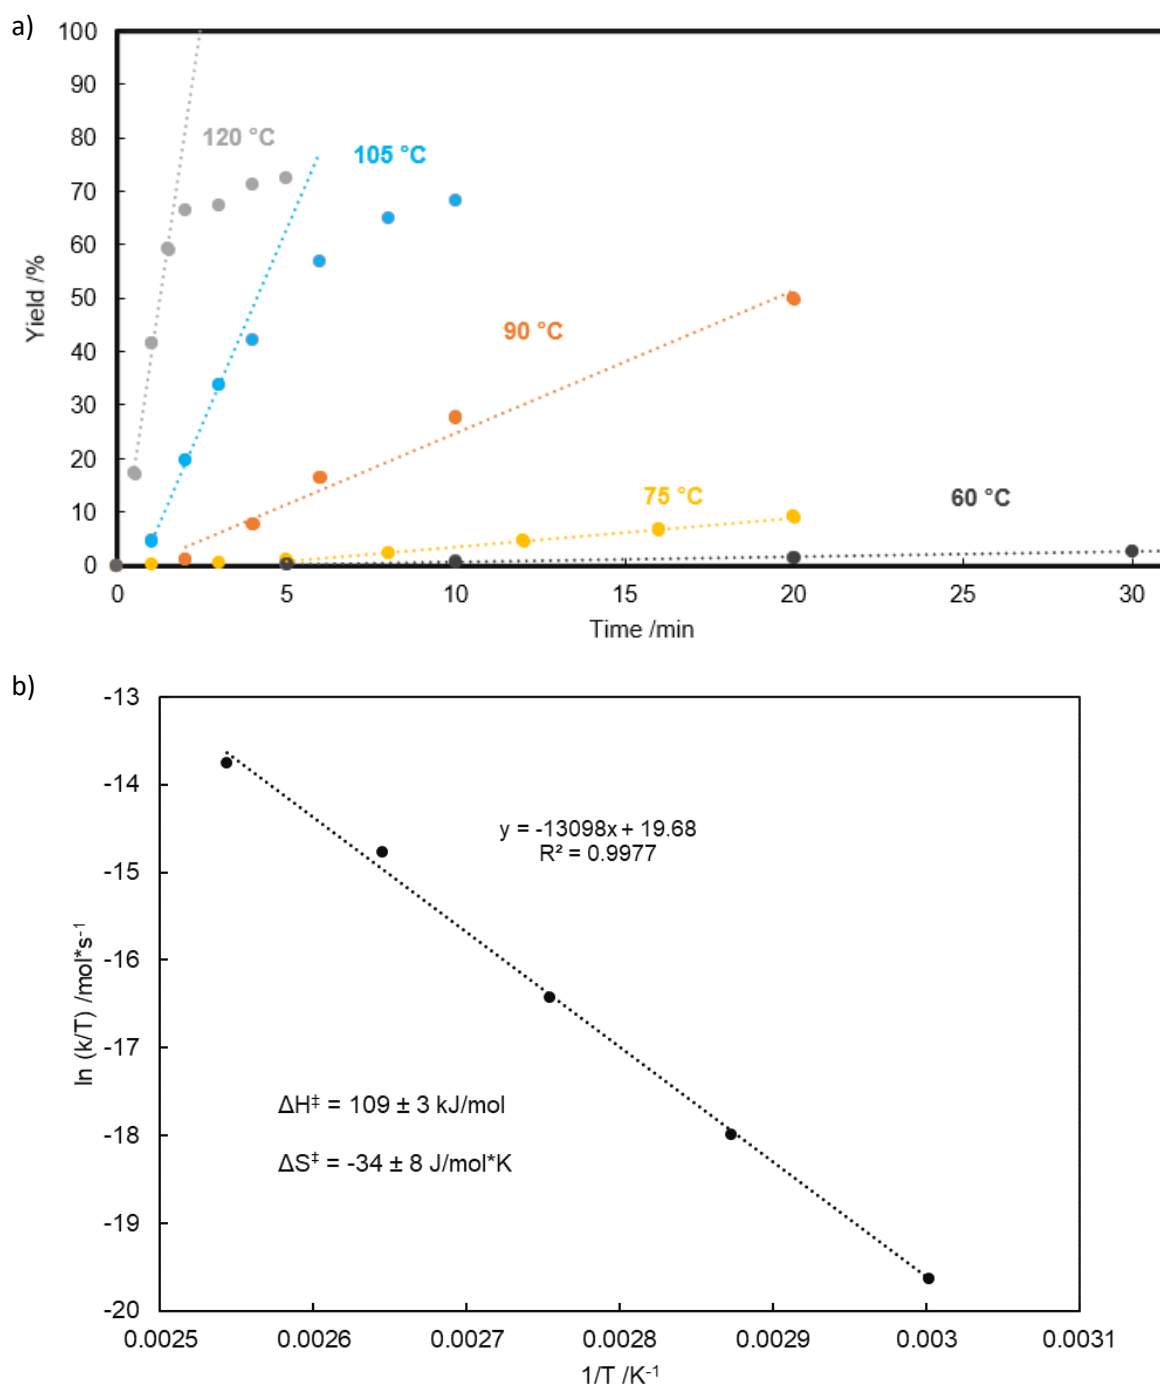 a)
100
90
80
70
60
50
40
30
20
10
0
Yield /%
120 °C
105 °C
90 °C
75 °C
60 °C
0 5 10 15 20 25 30
Time /min
b)
-13
-14
-15
-16
-17
-18
-19
-20
ln (k/T) /mol*s⁻¹
y = -13098x + 19.68
R² = 0.9977
ΔH‡ = 109 ± 3 kJ/mol
ΔS‡ = -34 ± 8 J/mol*K
0.0025 0.0026 0.0027 0.0028 0.0029 0.003 0.0031
1/T /K⁻¹